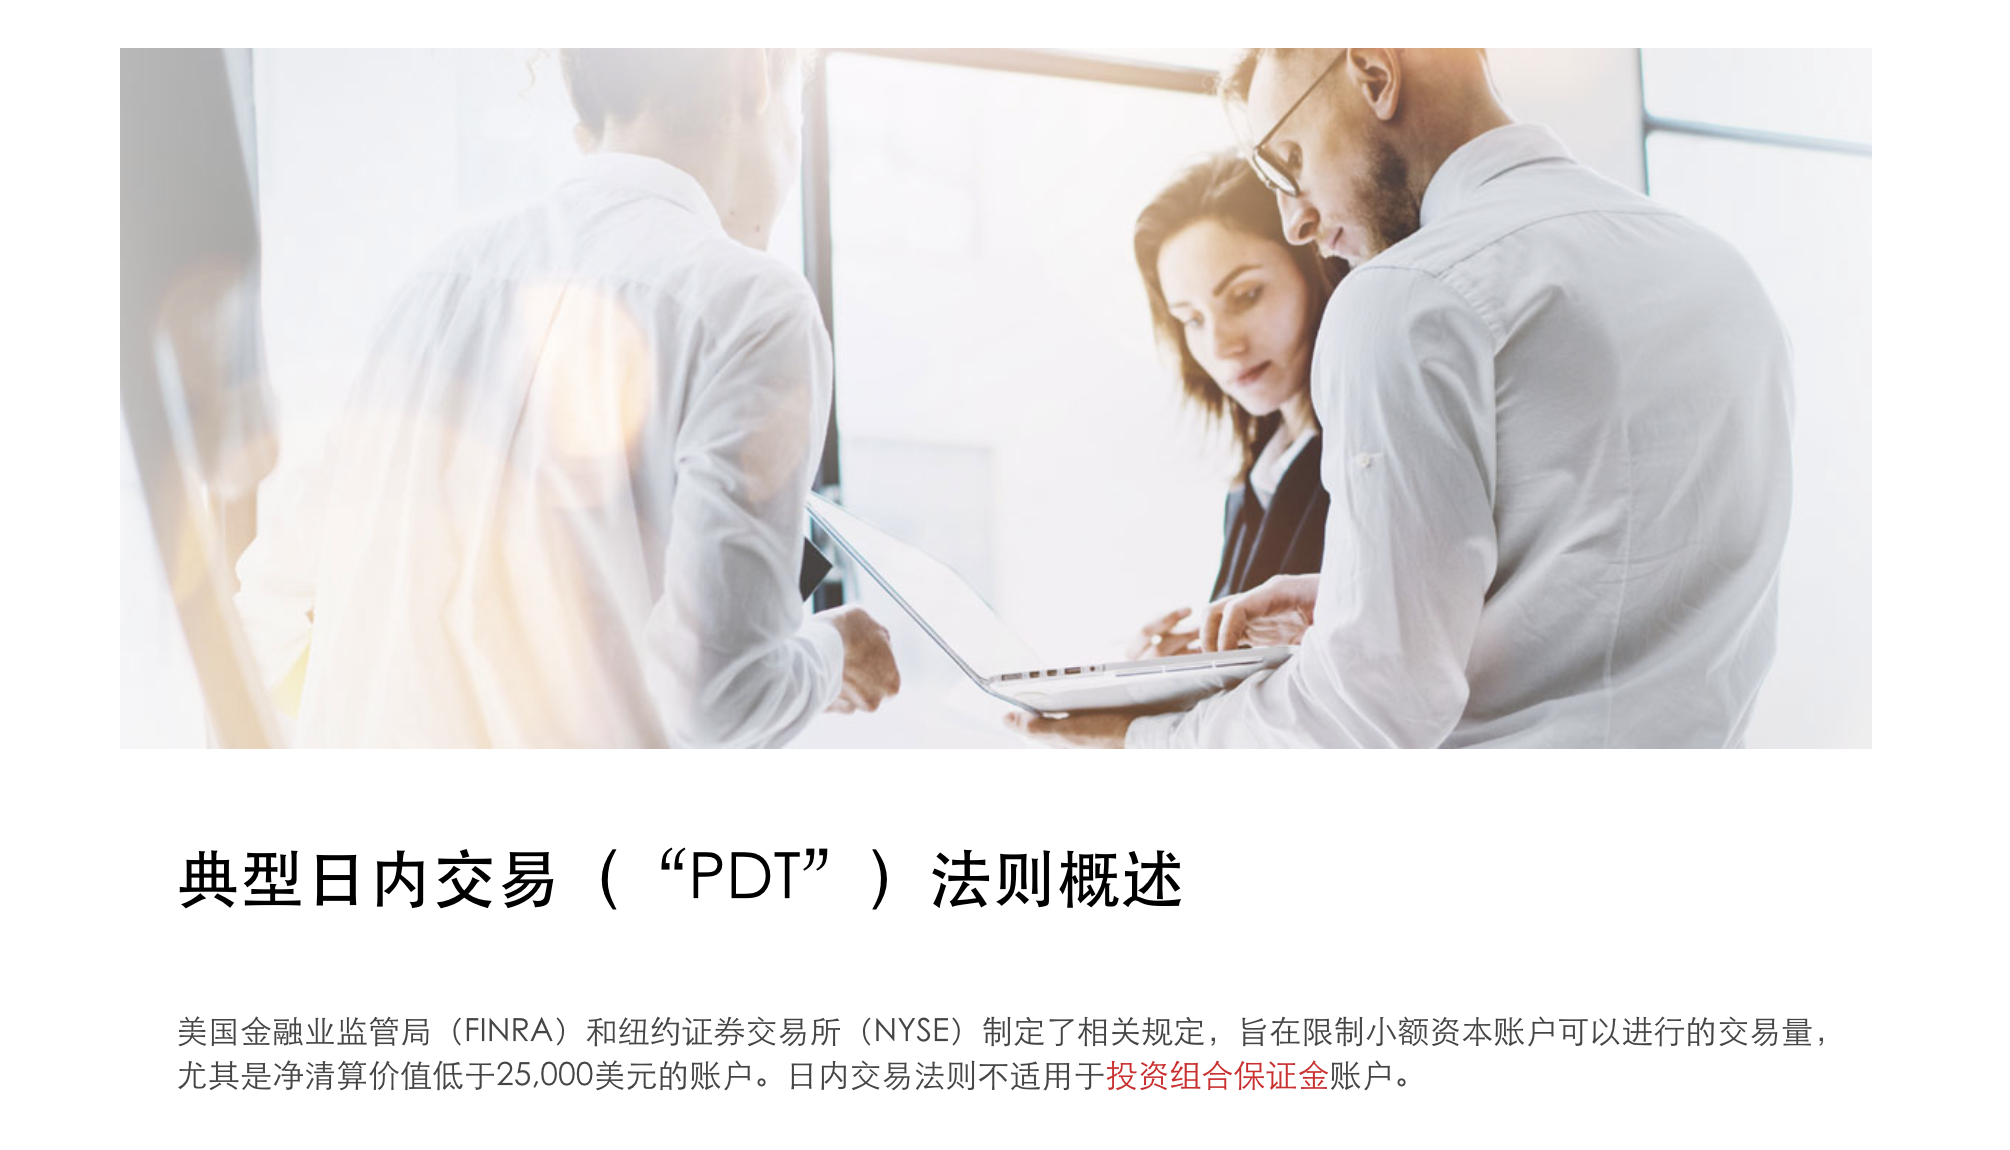 典型日内交易（“PDT”）法则概述
美国金融业监管局（FINRA）和纽约证券交易所（NYSE）制定了相关规定，旨在限制小额资本账户可以进行的交易量，
尤其是净清算价值低于25,000美元的账户。日内交易法则不适用于投资组合保证金账户。